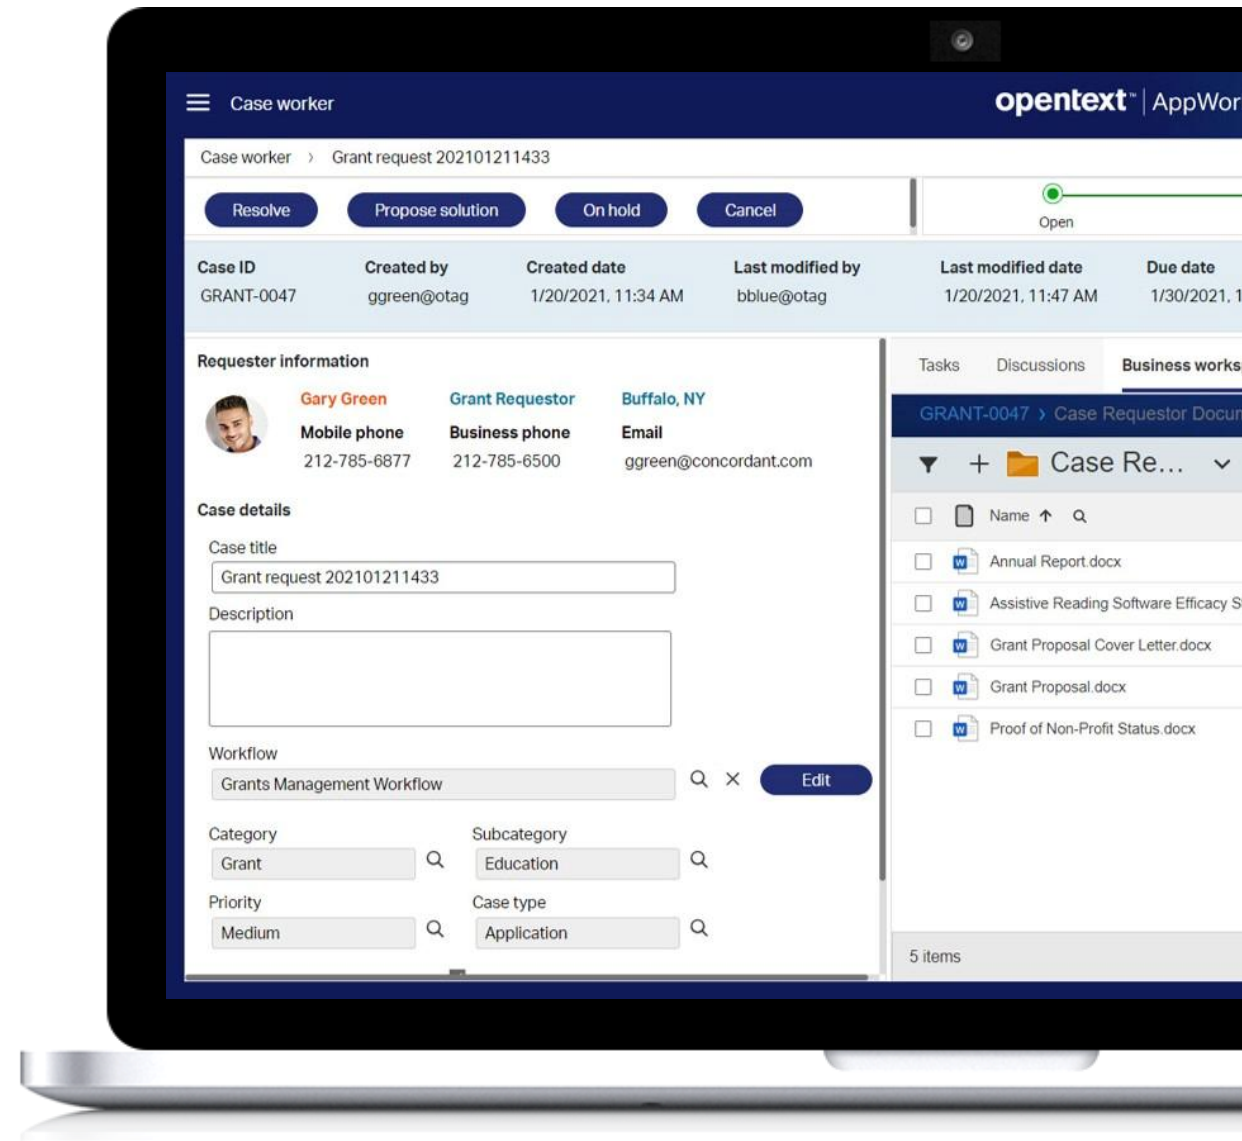 Case worker
opentext™ | AppWor
Case worker > Grant request 202101211433
Resolve Propose solution On hold Cancel
Open
Case ID Created by Created date Last modified by Last modified date Due date
GRANT-0047 ggreen@otag 1/20/2021, 11:34 AM bblue@otag 1/20/2021, 11:47 AM 1/30/2021, 1
Requester information
Gary Green Grant Requestor Buffalo, NY
Mobile phone Business phone Email
212-785-6877 212-785-6500 ggreen@concordant.com
Case details
Case title
Grant request 202101211433
Description
Workflow
Grants Management Workflow
Edit
Category Subcategory
Grant Education
Priority Case type
Medium Application
Tasks Discussions Business works
GRANT-0047 > Case Requestor Docu
Case Re...
Name
Annual Report.docx
Assistive Reading Software Efficacy S
Grant Proposal Cover Letter.docx
Grant Proposal.docx
Proof of Non-Profit Status.docx
5 items